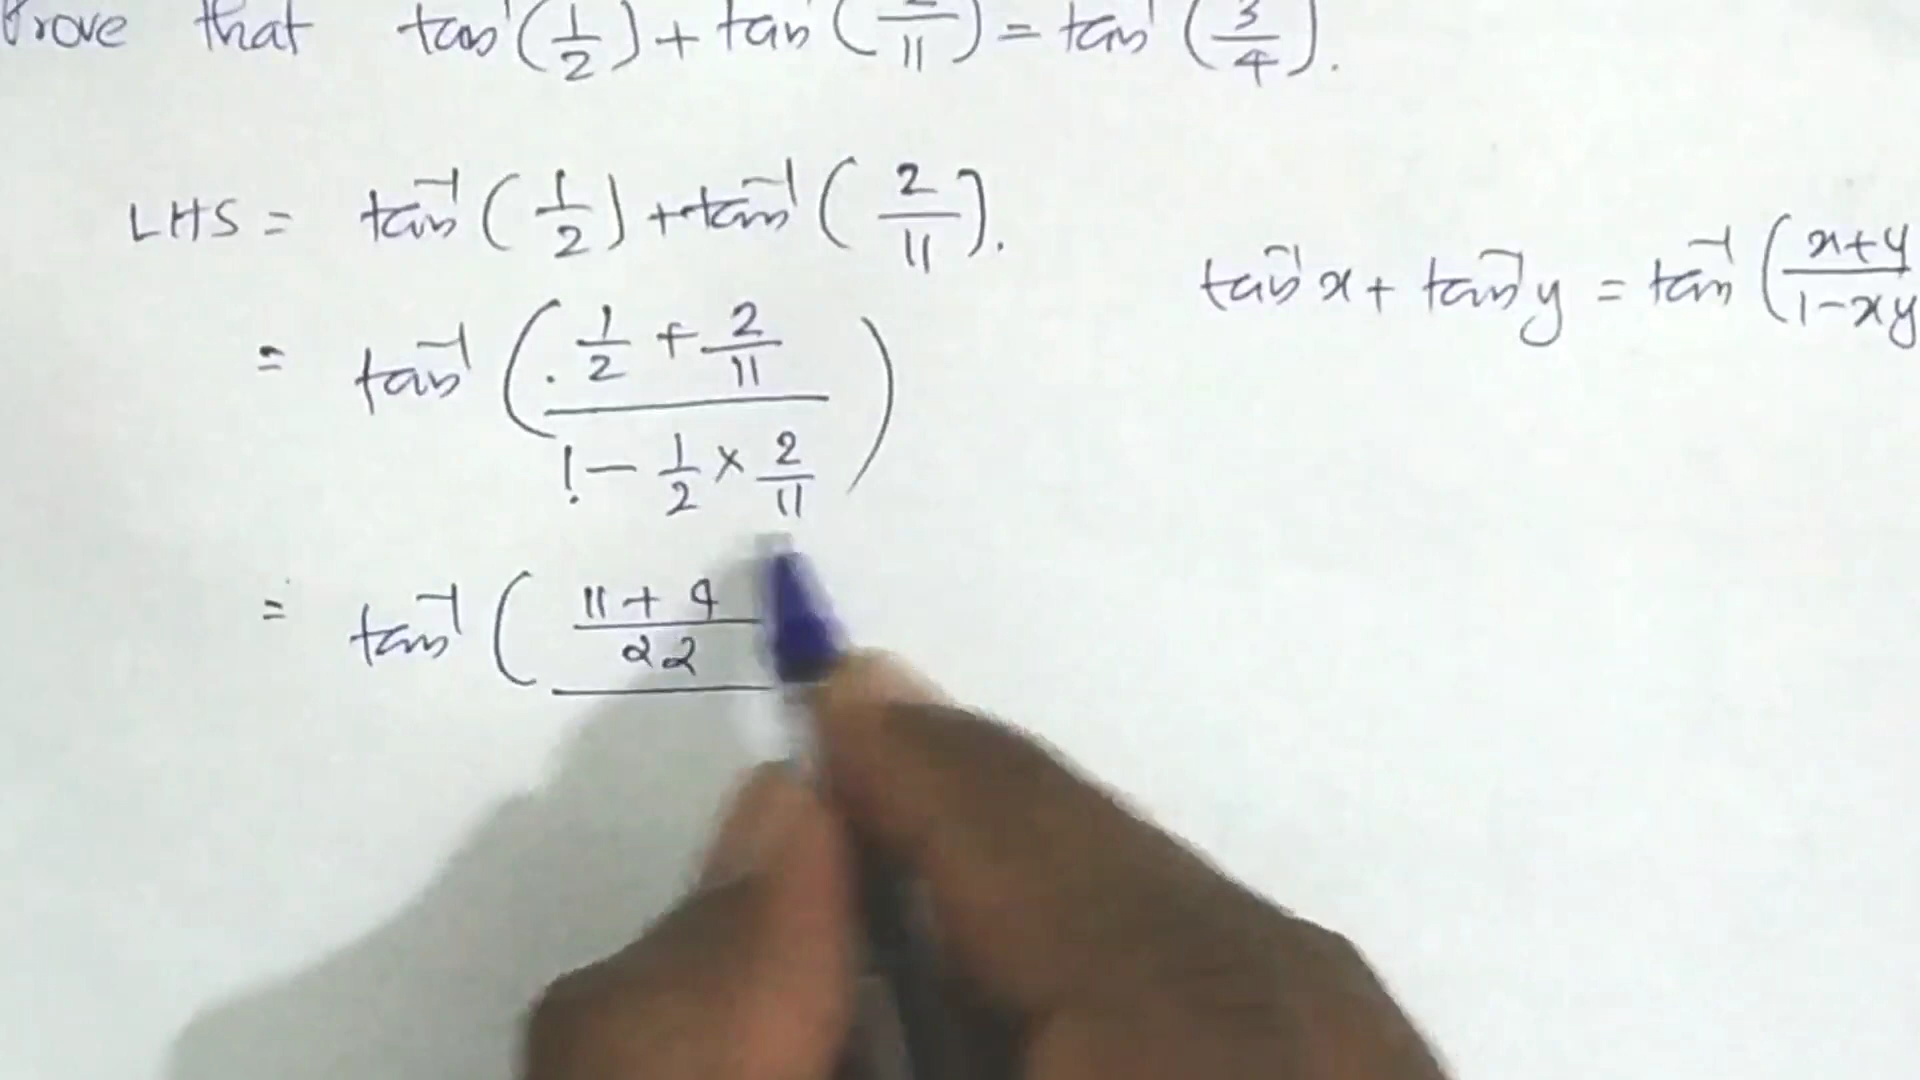 Prove that tan⁻¹(1/2) + tan⁻¹(2/11) = tan⁻¹(3/4).
LHS = tan⁻¹(1/2) + tan⁻¹(2/11).
tan⁻¹x + tan⁻¹y = tan⁻¹(x+y/1-xy
= tan⁻¹(1/2 + 2/11 / 1 - 1/2 × 2/11)
= tan⁻¹(11+4/22